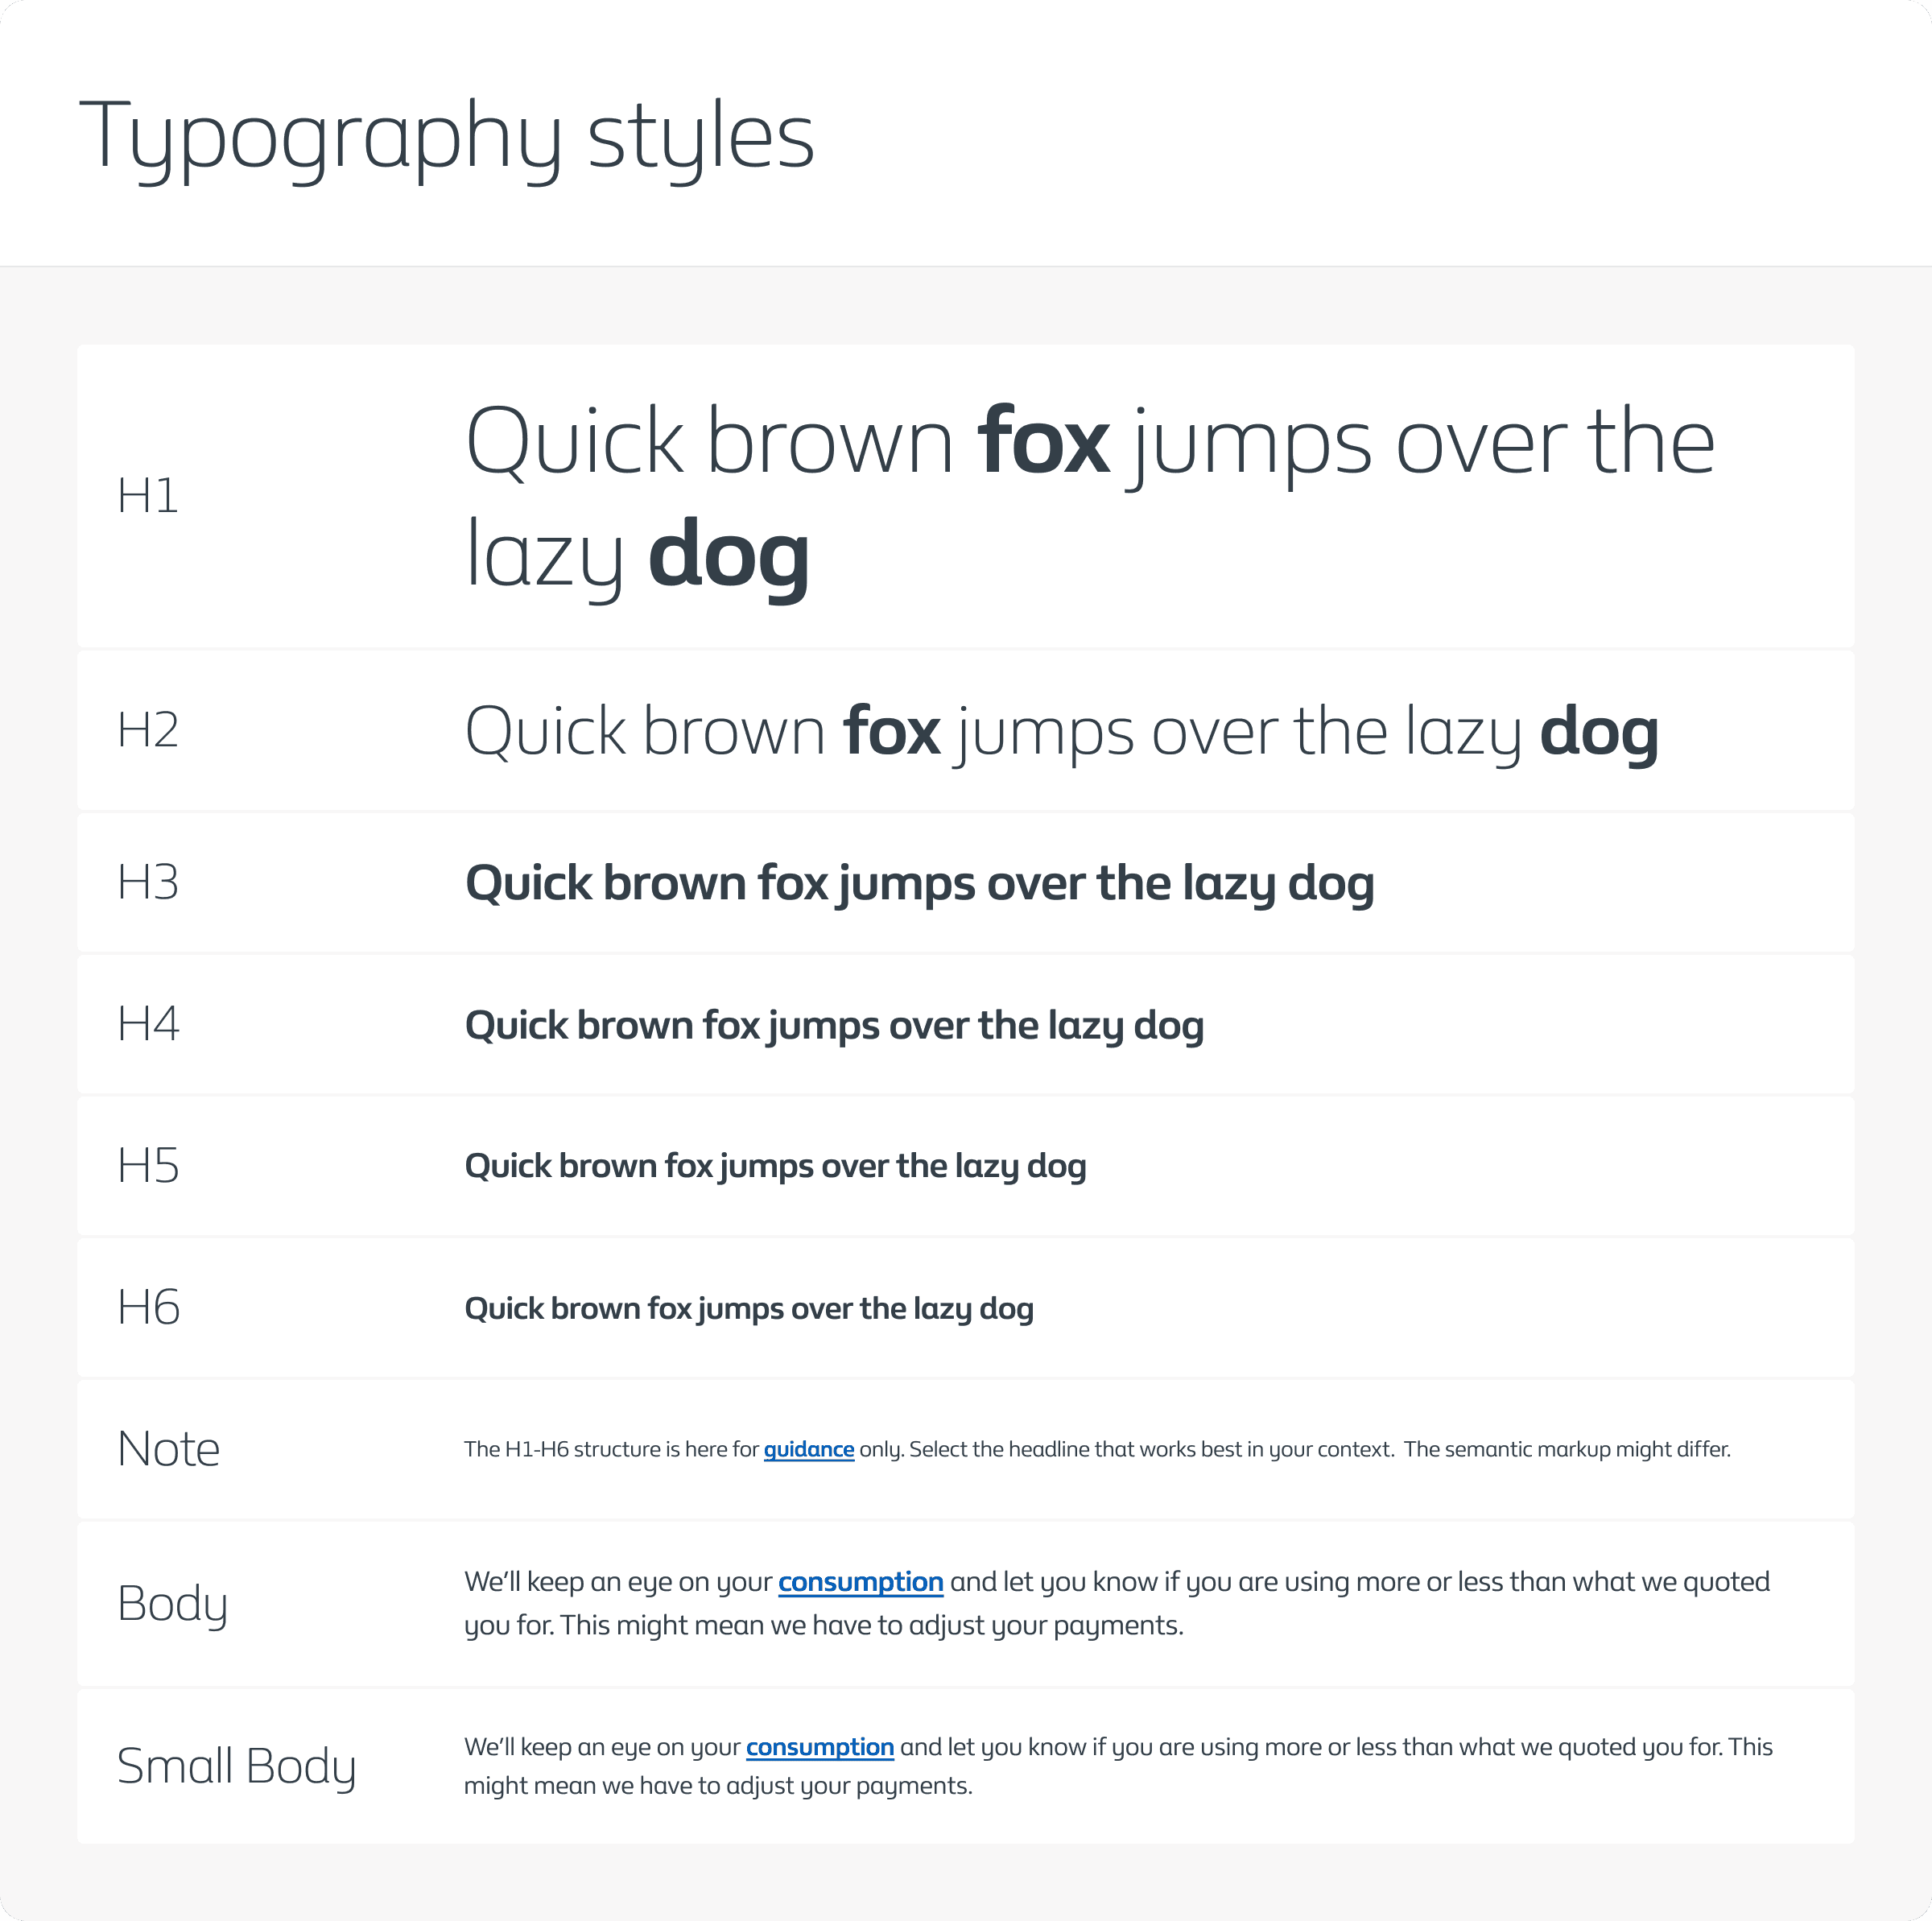 Typography styles
H1
Quick brown fox jumps over the
lazy dog
H2
Quick brown fox jumps over the lazy dog
H3
Quick brown fox jumps over the lazy dog
H4
Quick brown fox jumps over the lazy dog
H5
Quick brown fox jumps over the lazy dog
H6
Quick brown fox jumps over the lazy dog
Note
The H1-H6 structure is here for guidance only. Select the headline that works best in your context.  The semantic markup might differ.
Body
We’ll keep an eye on your consumption and let you know if you are using more or less than what we quoted
you for. This might mean we have to adjust your payments.
Small Body
We’ll keep an eye on your consumption and let you know if you are using more or less than what we quoted you for. This
might mean we have to adjust your payments.